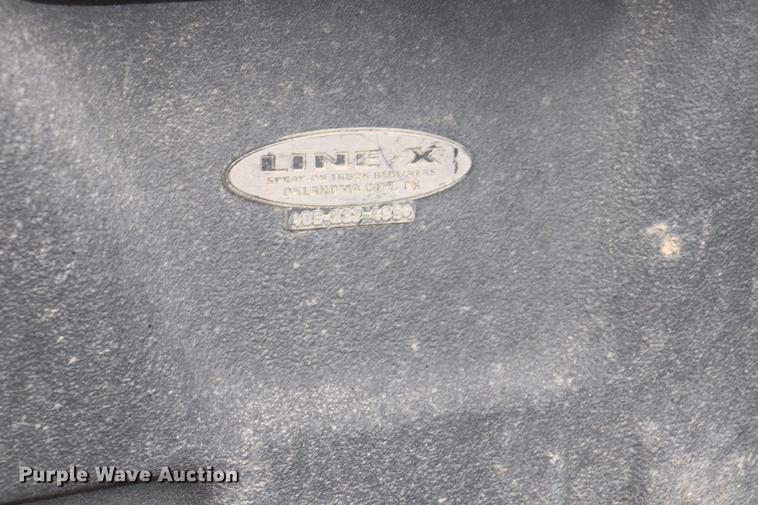 LINE-X
SPRAY-ON TRUCK BEDLINERS
OKLAHOMA CITY, OK
Purple Wave Auction